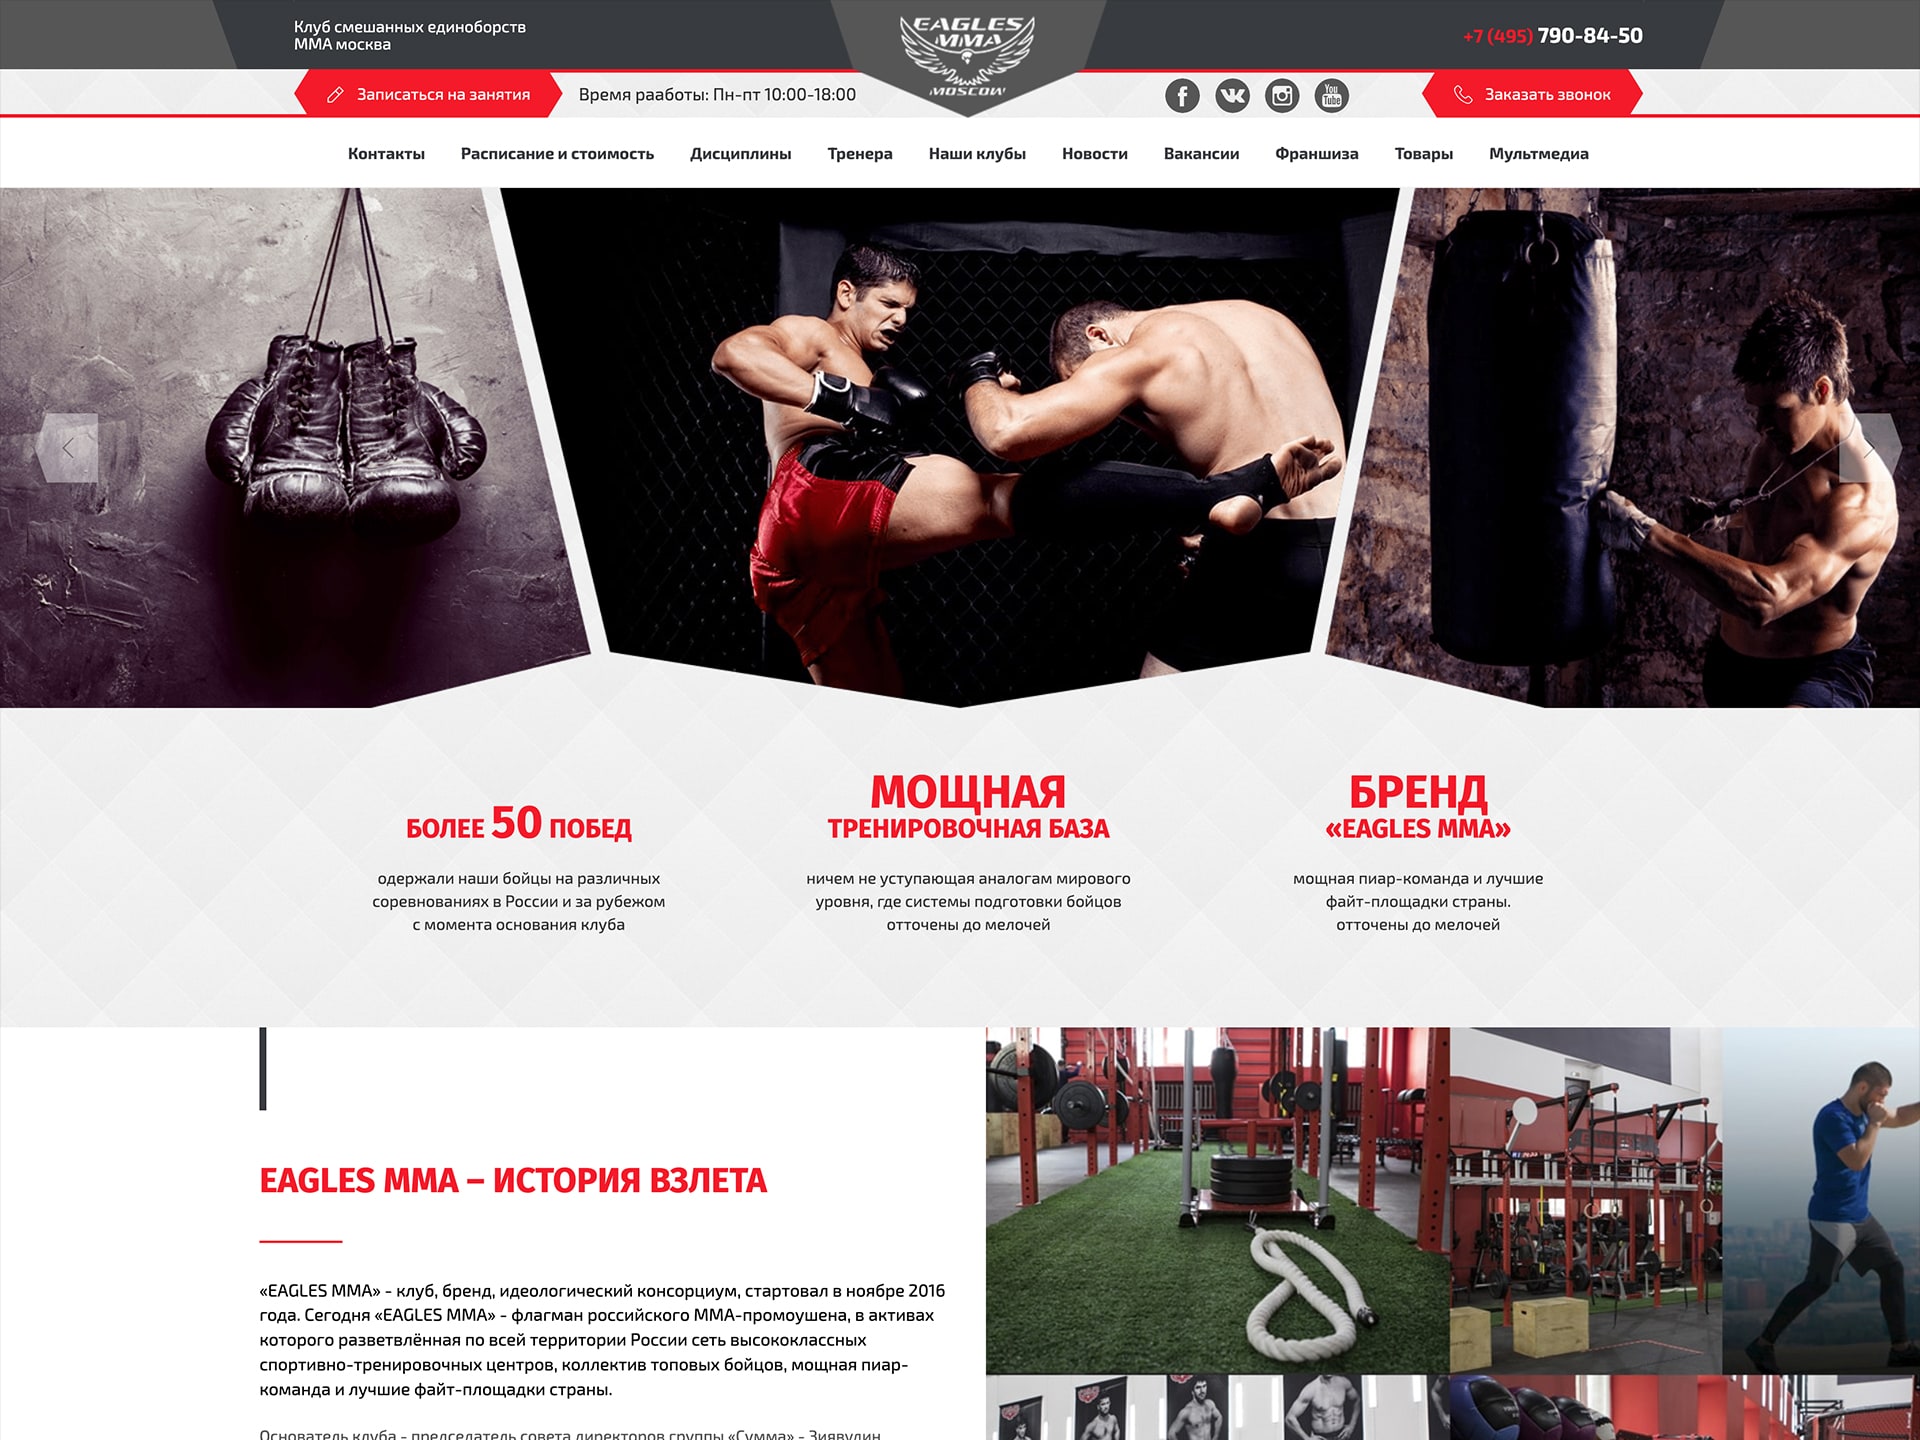 Клуб смешанных единоборств
ММА москва
EAGLES
MMA
MOSCOW
+7 (495) 790-84-50
Записаться на занятия
Время рааботы: Пн-пт 10:00-18:00
You
Tube
Заказать звонок
Контакты Расписание и стоимость Дисциплины Тренера Наши клубы Новости Вакансии Франшиза Товары Мультмедиа
БОЛЕЕ 50 ПОБЕД
одержали наши бойцы на различных
соревнованиях в России и за рубежом
с момента основания клуба
МОЩНАЯ
ТРЕНИРОВОЧНАЯ БАЗА
ничем не уступающая аналогам мирового
уровня, где системы подготовки бойцов
отточены до мелочей
БРЕНД
«EAGLES MMA»
мощная пиар-команда и лучшие
файт-площадки страны.
отточены до мелочей
EAGLES MMA – ИСТОРИЯ ВЗЛЕТА
«EAGLES MMA» - клуб, бренд, идеологический консорциум, стартовал в ноябре 2016
года. Сегодня «EAGLES MMA» - флагман российского ММА-промоушена, в активах
которого разветвлённая по всей территории России сеть высококлассных
спортивно-тренировочных центров, коллектив топовых бойцов, мощная пиар-
команда и лучшие файт-площадки страны.
Основатель клуба - председатель совета директоров группы «Сумма» - Зиявудин
EAGLES